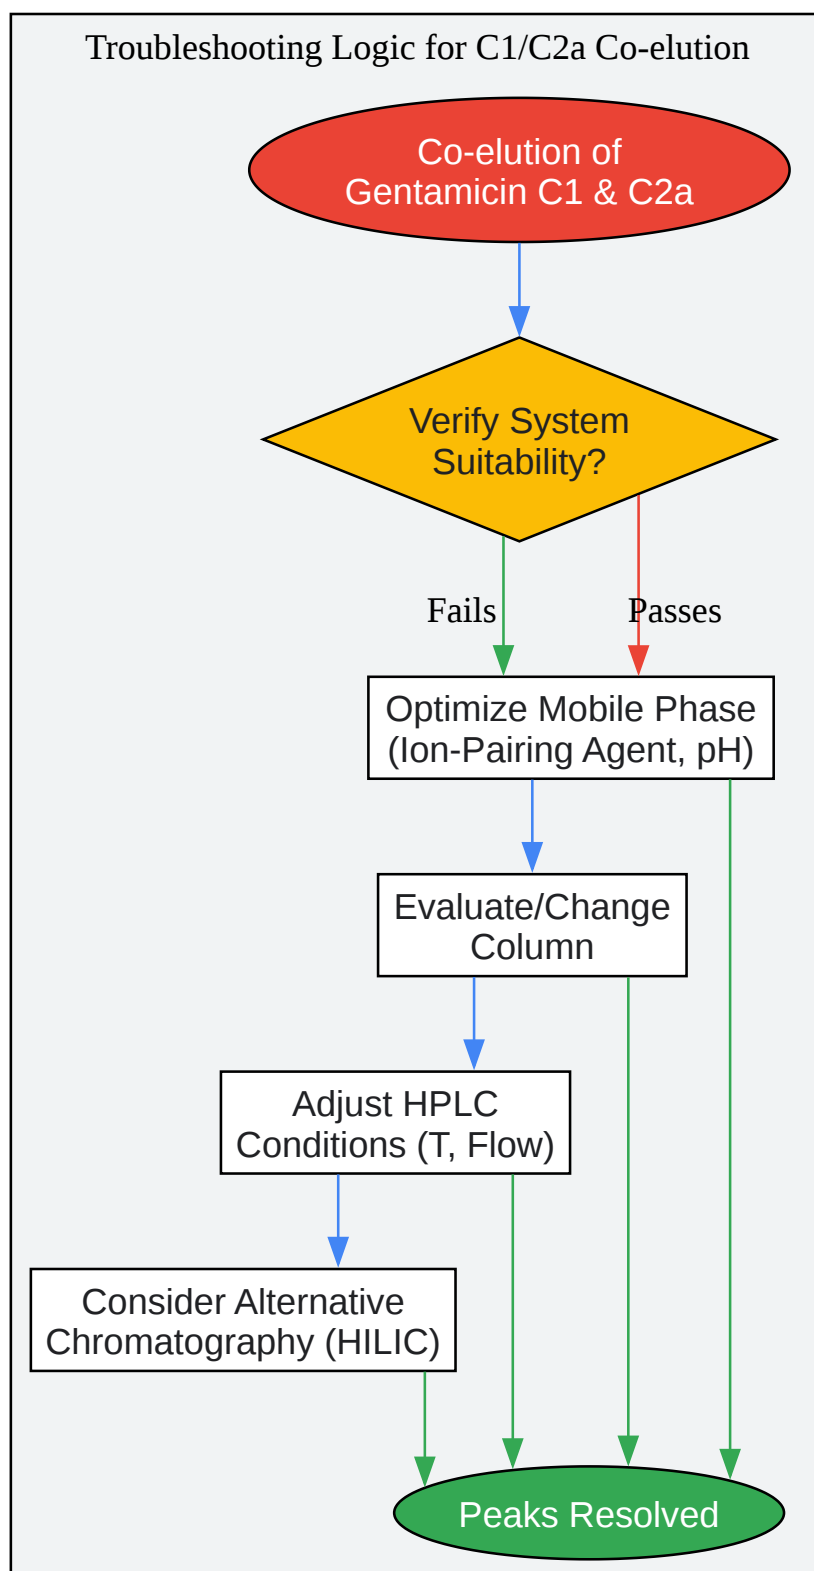 Troubleshooting Logic for C1/C2a Co-elution
Co-elution of
Gentamicin C1 & C2a
Verify System
Suitability?
Fails
Passes
Optimize Mobile Phase
(Ion-Pairing Agent, pH)
Evaluate/Change
Column
Adjust HPLC
Conditions (T, Flow)
Consider Alternative
Chromatography (HILIC)
Peaks Resolved